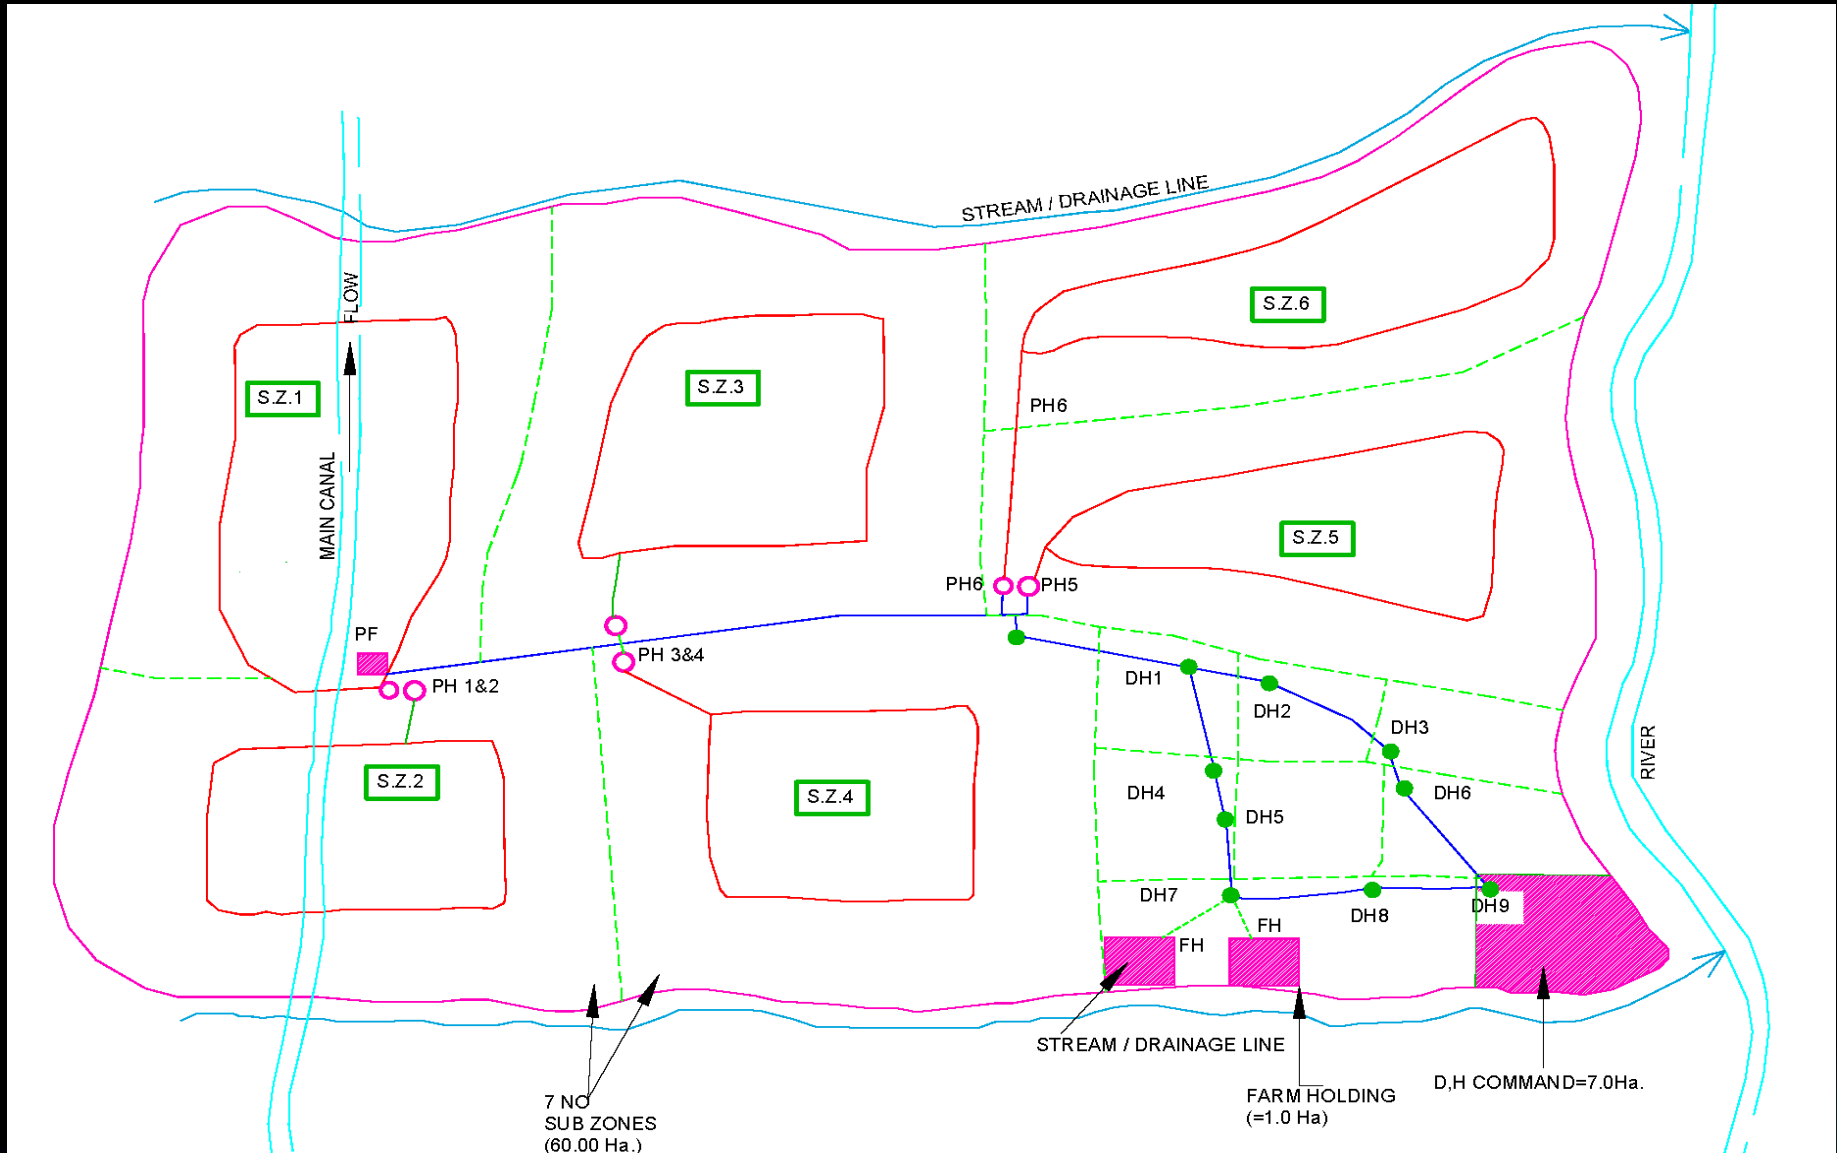 STREAM / DRAINAGE LINE
FLOW
S.Z.6
S.Z.3
S.Z.1
PH6
MAIN CANAL
S.Z.5
PH6
PH5
PF
PH 3&4
PH 1&2
DH1
DH2
DH3
RIVER
S.Z.2
S.Z.4
DH4
DH6
DH5
DH7
DH8
DH9
FH
FH
STREAM / DRAINAGE LINE
D,H COMMAND=7.0Ha.
FARM HOLDING
(=1.0 Ha)
7 NO
SUB ZONES
(60.00 Ha.)